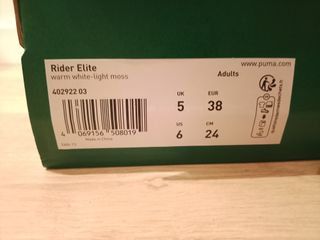 Rider Elite
warm white-light moss
Adults
www.puma.com
402922 03
UK EUR
5 38
US CM
6 24
4 069156 508019
Made in China